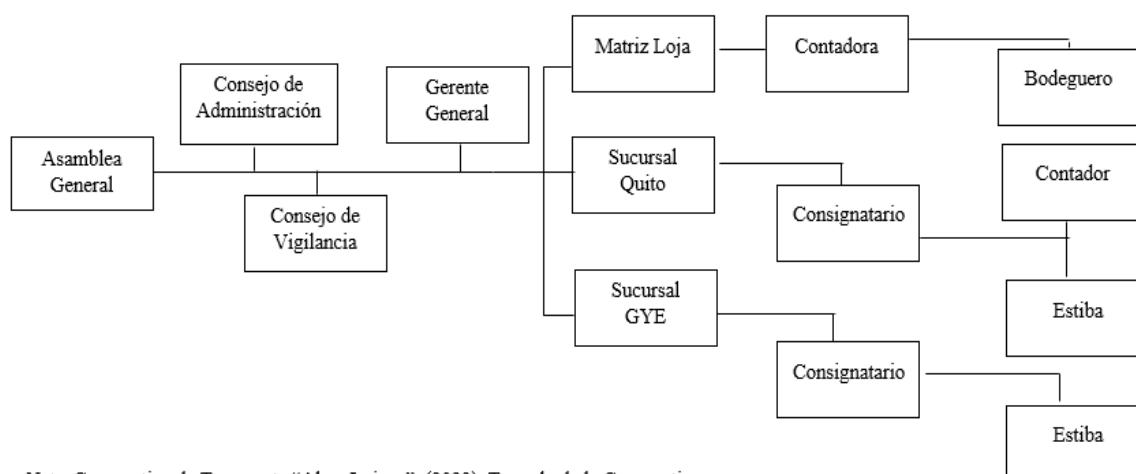 Matriz Loja
Contadora
Bodeguero
Consejo de
Administración
Gerente
General
Asamblea
General
Consejo de
Vigilancia
Sucursal
Quito
Consignatario
Contador
Estiba
Sucursal
GYE
Consignatario
Estiba